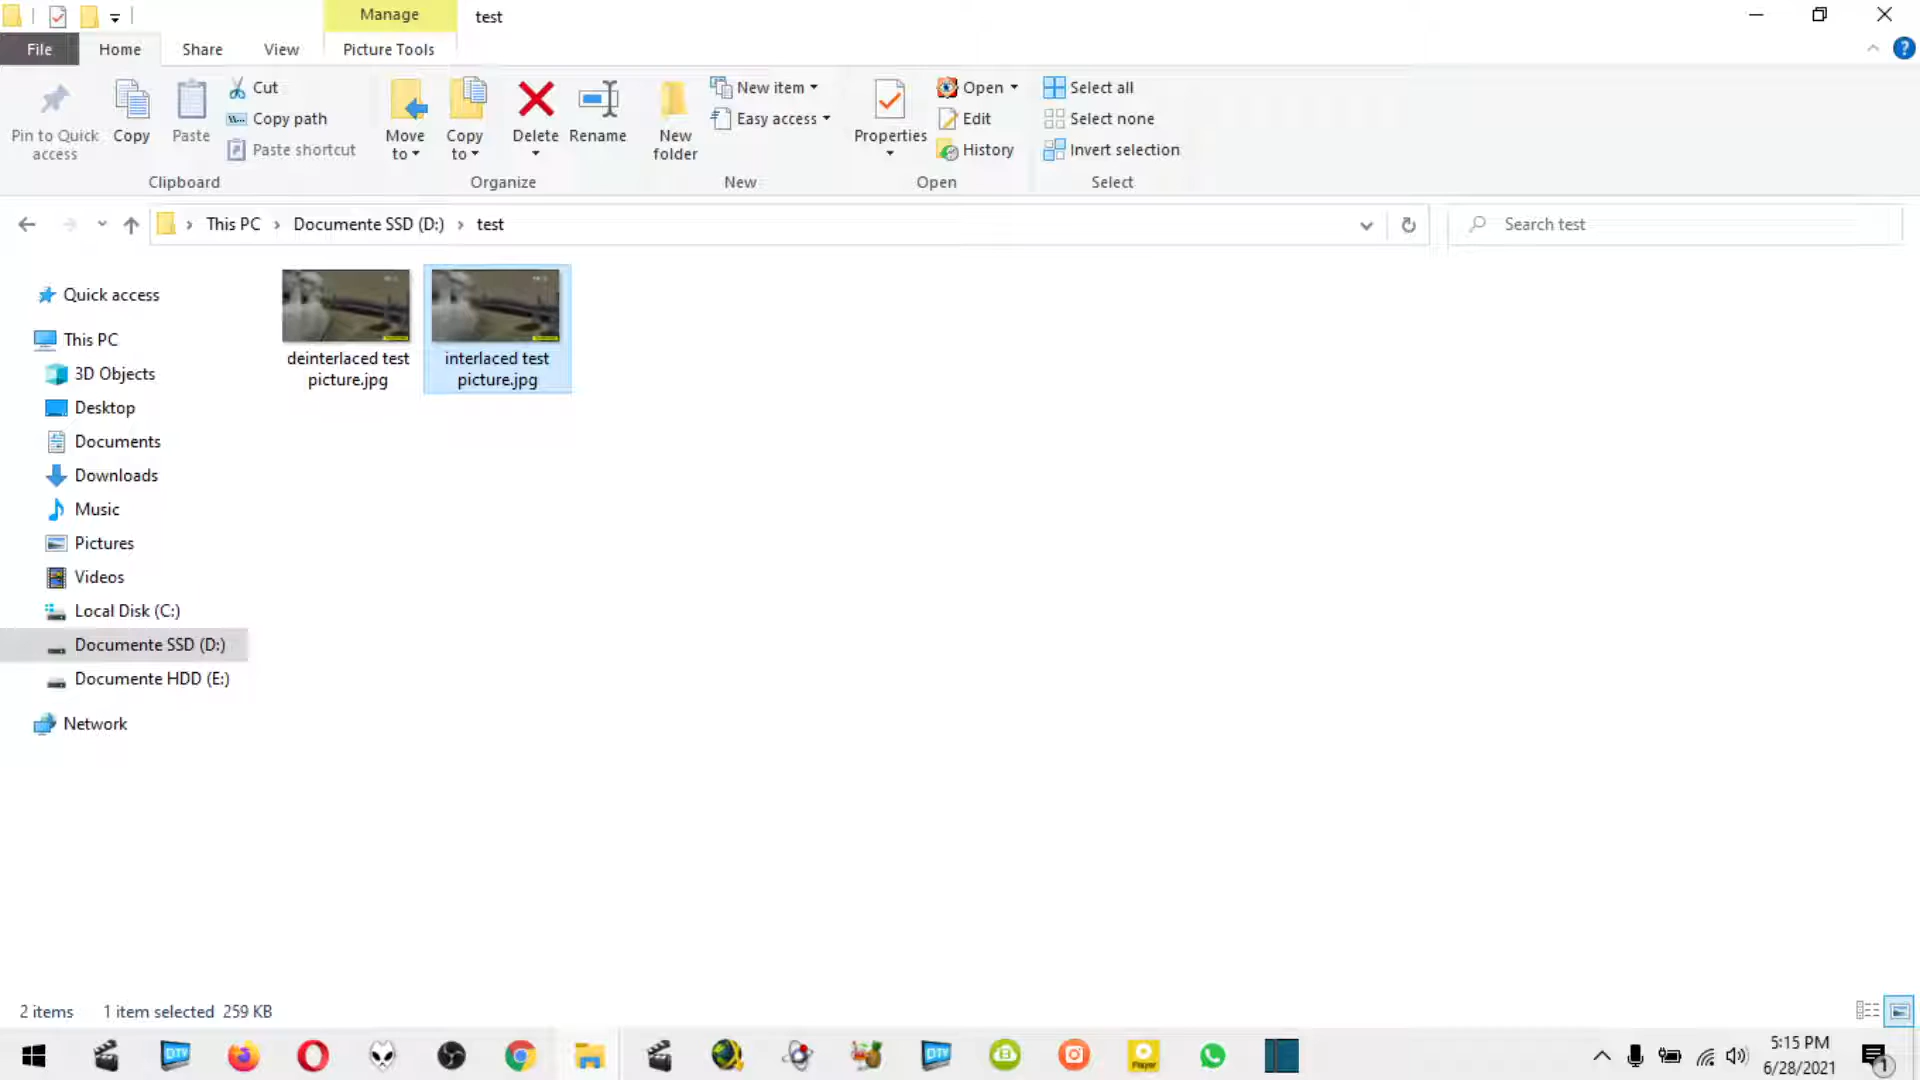 Manage
test
File
Home
Share
View
Picture Tools
Pin to Quick
access
Copy
Paste
Cut
Copy path
Paste shortcut
Clipboard
Move
to
Copy
to
Delete
Rename
Organize
New
folder
New item
Easy access
New
Properties
Open
Edit
History
Open
Select all
Select none
Invert selection
Select
This PC
Documente SSD (D:)
test
Search test
Quick access
This PC
3D Objects
Desktop
Documents
Downloads
Music
Pictures
Videos
Local Disk (C:)
Documente SSD (D:)
Documente HDD (E:)
Network
deinterlaced test
picture.jpg
interlaced test
picture.jpg
2 items
1 item selected 259 KB
DTV
DTV
Player
5:15 PM
6/28/2021
1